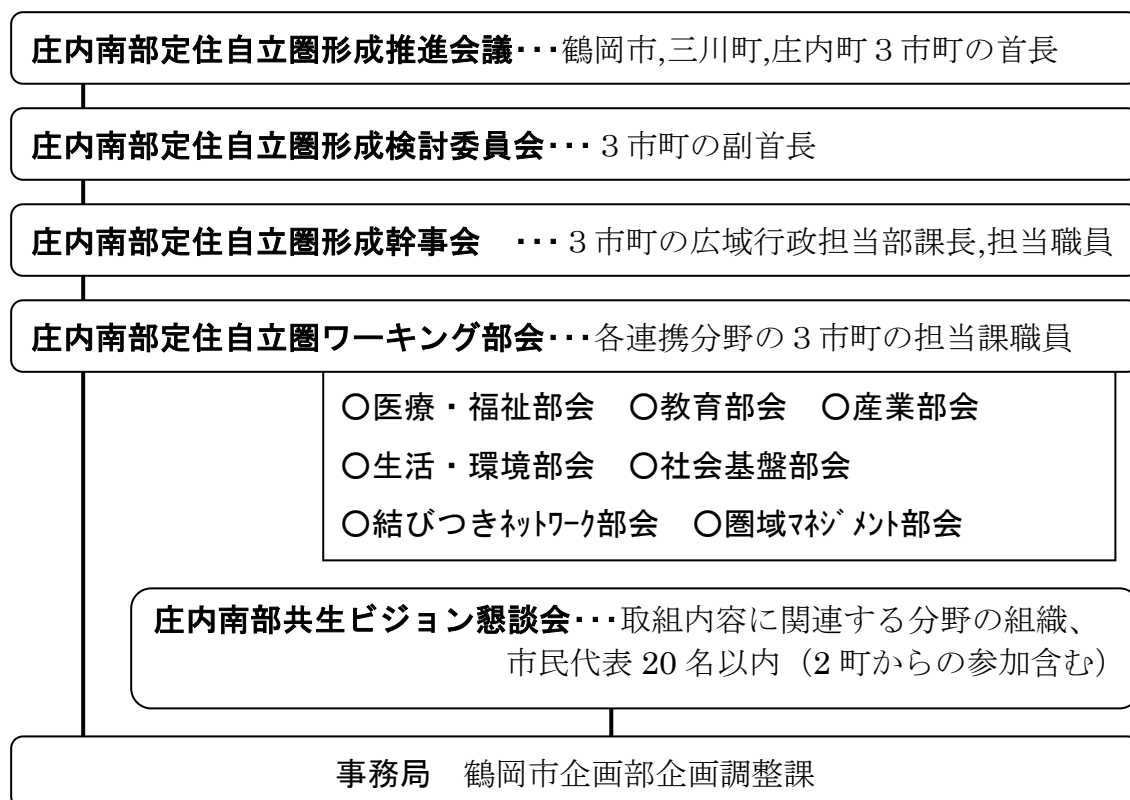 庄内南部定住自立圏形成推進会議･･･鶴岡市,三川町,庄内町３市町の首長
庄内南部定住自立圏形成検討委員会･･･３市町の副首長
庄内南部定住自立圏形成幹事会　･･･３市町の広域行政担当部課長,担当職員
庄内南部定住自立圏ワーキング部会･･･各連携分野の３市町の担当課職員
○医療・福祉部会　○教育部会　○産業部会
○生活・環境部会　○社会基盤部会
○結びつきﾈｯﾄﾜｰｸ部会　○圏域ﾏﾈｼﾞﾒﾝﾄ部会
庄内南部共生ビジョン懇談会･･･取組内容に関連する分野の組織、
市民代表 20 名以内（2 町からの参加含む）
事務局　鶴岡市企画部企画調整課